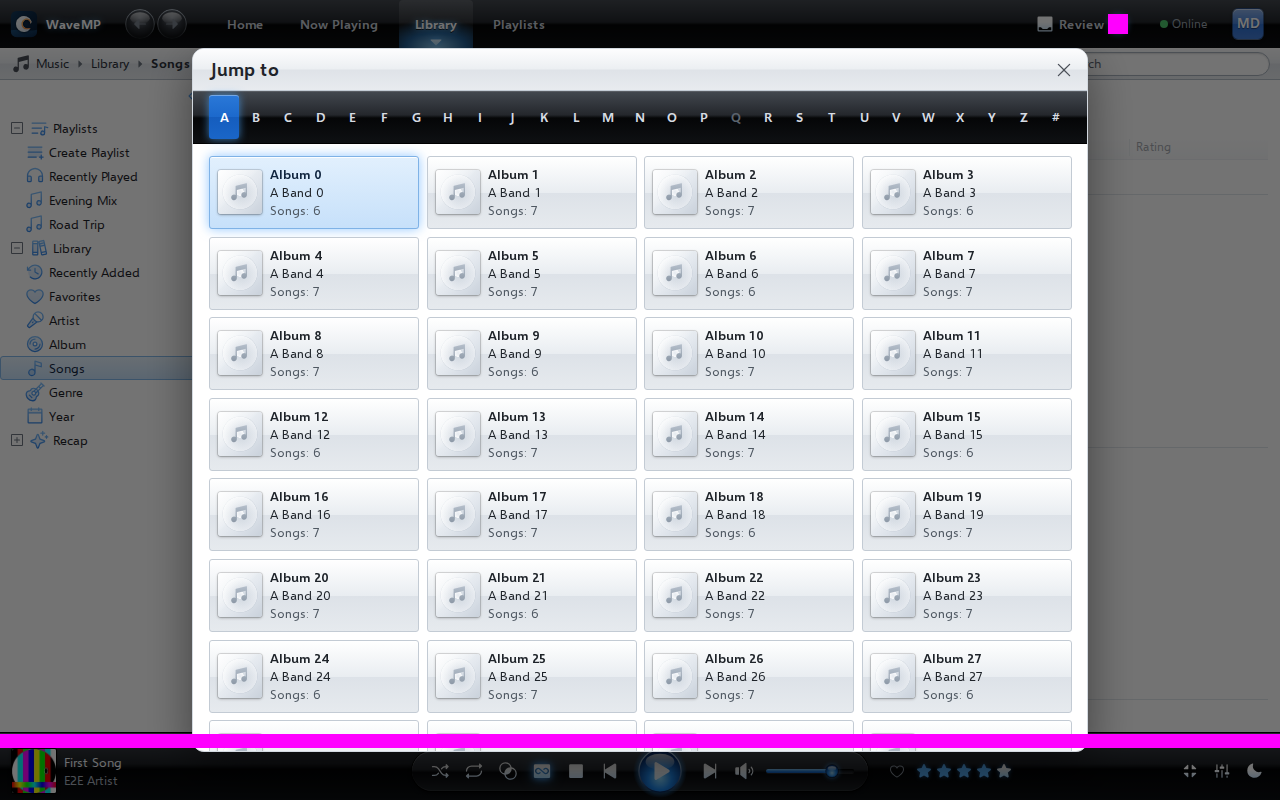 WaveMP
Home
Now Playing
Library
Playlists
Review
Online
MD
Music
Library
Songs
Jump to
A B C D E F G H I J K L M N O P Q R S T U V W X Y Z #
Playlists
Create Playlist
Recently Played
Evening Mix
Road Trip
Library
Recently Added
Favorites
Artist
Album
Songs
Genre
Year
Recap
Rating
Album 0
A Band 0
Songs: 6
Album 1
A Band 1
Songs: 7
Album 2
A Band 2
Songs: 7
Album 3
A Band 3
Songs: 6
Album 4
A Band 4
Songs: 7
Album 5
A Band 5
Songs: 7
Album 6
A Band 6
Songs: 6
Album 7
A Band 7
Songs: 7
Album 8
A Band 8
Songs: 7
Album 9
A Band 9
Songs: 6
Album 10
A Band 10
Songs: 7
Album 11
A Band 11
Songs: 7
Album 12
A Band 12
Songs: 6
Album 13
A Band 13
Songs: 7
Album 14
A Band 14
Songs: 7
Album 15
A Band 15
Songs: 6
Album 16
A Band 16
Songs: 7
Album 17
A Band 17
Songs: 7
Album 18
A Band 18
Songs: 6
Album 19
A Band 19
Songs: 7
Album 20
A Band 20
Songs: 7
Album 21
A Band 21
Songs: 6
Album 22
A Band 22
Songs: 7
Album 23
A Band 23
Songs: 7
Album 24
A Band 24
Songs: 6
Album 25
A Band 25
Songs: 7
Album 26
A Band 26
Songs: 7
Album 27
A Band 27
Songs: 6
First Song
E2E Artist